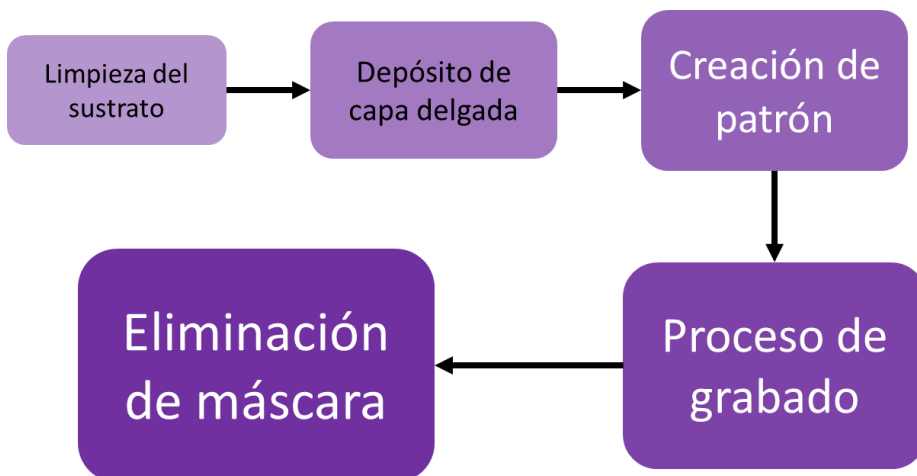 Limpieza del
sustrato
Depósito de
capa delgada
Creación de
patrón
Proceso de
grabado
Eliminación
de máscara